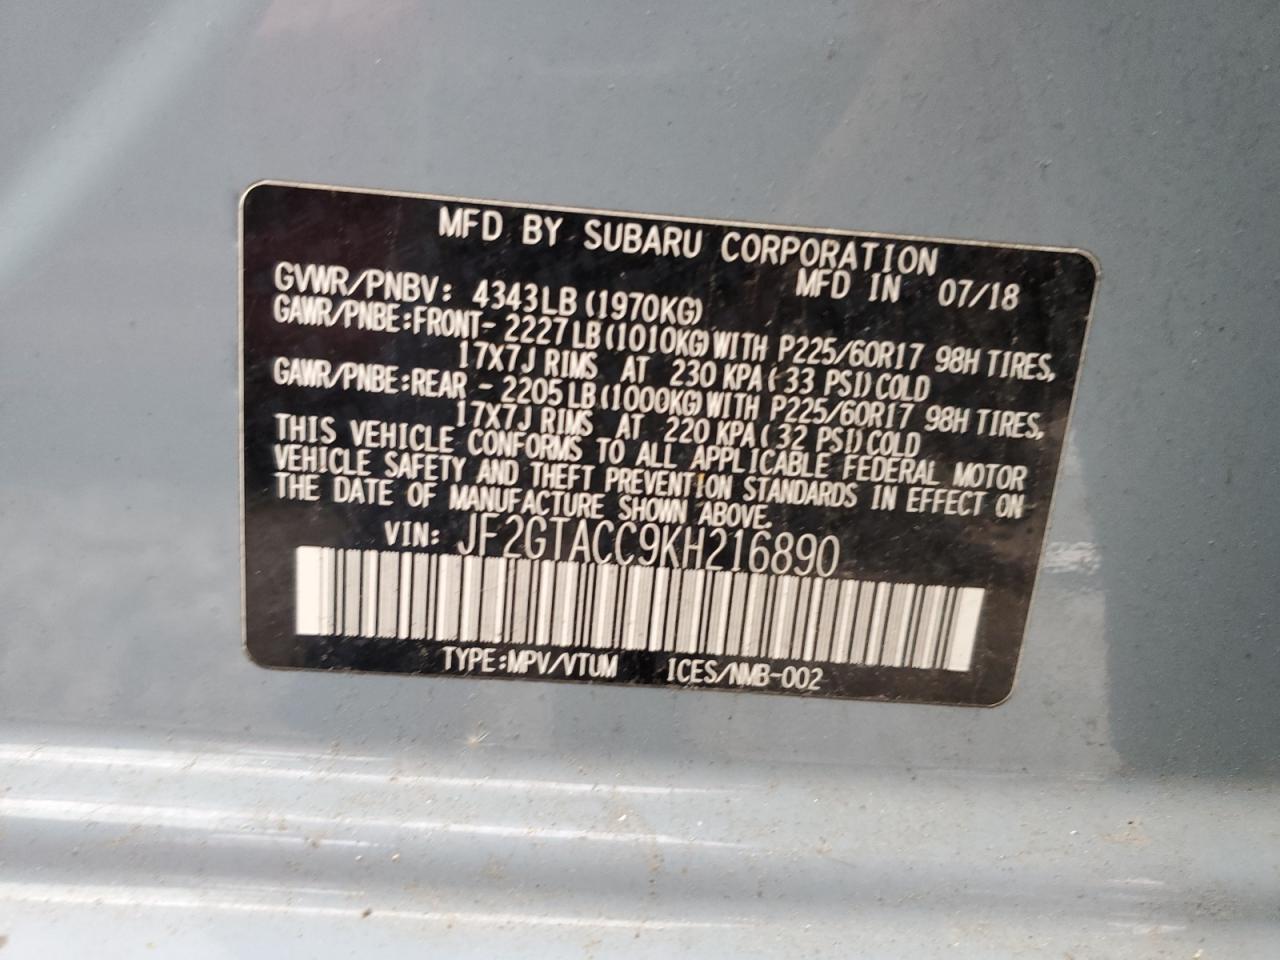 MFD BY SUBARU CORPORATION
MFD IN 07/18
GVWR/PNBV: 4343LB (1970KG)
GAWR/PNBE:FRONT- 2227LB (1010KG) WITH P225/60R17 98H TIRES,
17X7J RIMS AT 230 KPA ( 33 PSI) COLD
GAWR/PNBE:REAR - 2205LB (1000KG) WITH P225/60R17 98H TIRES,
17X7J RIMS AT 220 KPA ( 32 PSI) COLD
THIS VEHICLE CONFORMS TO ALL APPLICABLE FEDERAL MOTOR
VEHICLE SAFETY AND THEFT PREVENTION STANDARDS IN EFFECT ON
THE DATE OF MANUFACTURE SHOWN ABOVE.
VIN: JF2GTACC9KH216890
TYPE:MPV/VTUM ICES/NMB-002